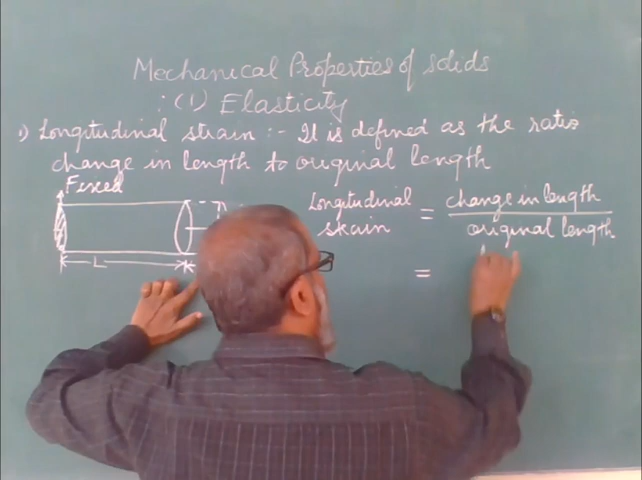 Mechanical Properties of solids
:(1) Elasticity
1) Longitudinal strain :- It is defined as the ratio
change in length to original length
Fixed
Longitudinal strain = change in length / original length
L
=